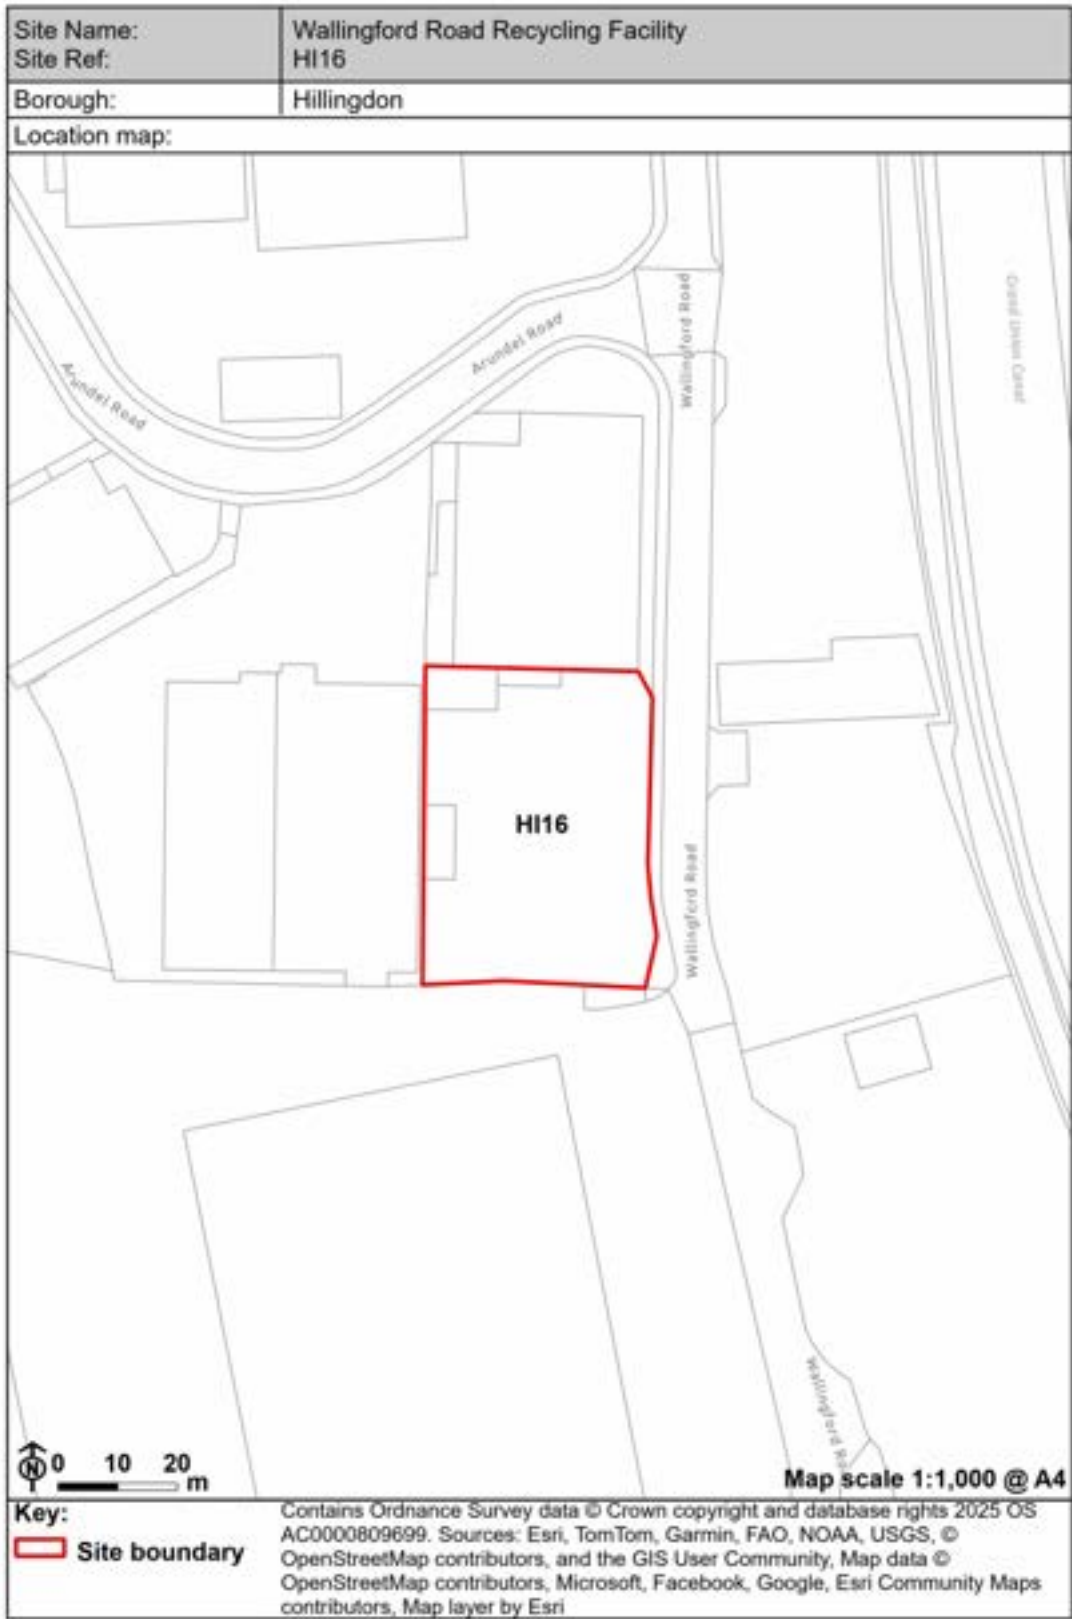 Site Name: Wallingford Road Recycling Facility
Site Ref: HI16
Borough: Hillingdon
Location map:
Grand Union Canal
Wallingford Road
Arundel Road
Arundel Road
HI16
Wallingford Road
Wallingford Ro
N 0 10 20 m
Map scale 1:1,000 @ A4
Key:
Site boundary
Contains Ordnance Survey data © Crown copyright and database rights 2025 OS
AC0000809699. Sources: Esri, TomTom, Garmin, FAO, NOAA, USGS, ©
OpenStreetMap contributors, and the GIS User Community, Map data ©
OpenStreetMap contributors, Microsoft, Facebook, Google, Esri Community Maps
contributors, Map layer by Esri